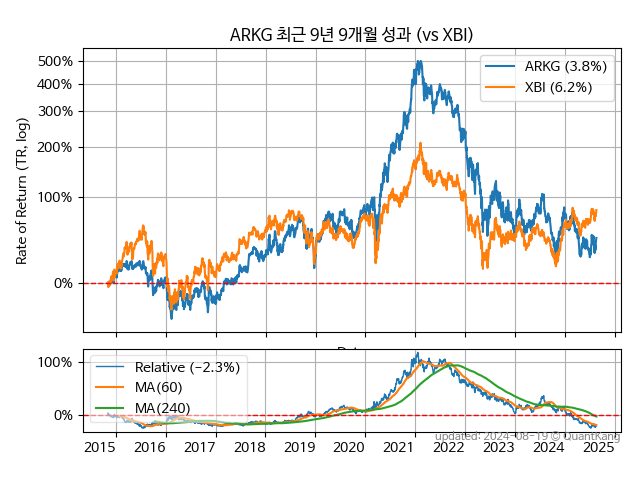 ARKG 최근 9년 9개월 성과 (vs XBI)
Rate of Return (TR, log)
500%
400%
300%
200%
100%
0%
ARKG (3.8%)
XBI (6.2%)
100%
0%
Relative (−2.3%)
MA(60)
MA(240)
2015 2016 2017 2018 2019 2020 2021 2022 2023 2024 2025
updated: 2024-08-19 © QuantKang